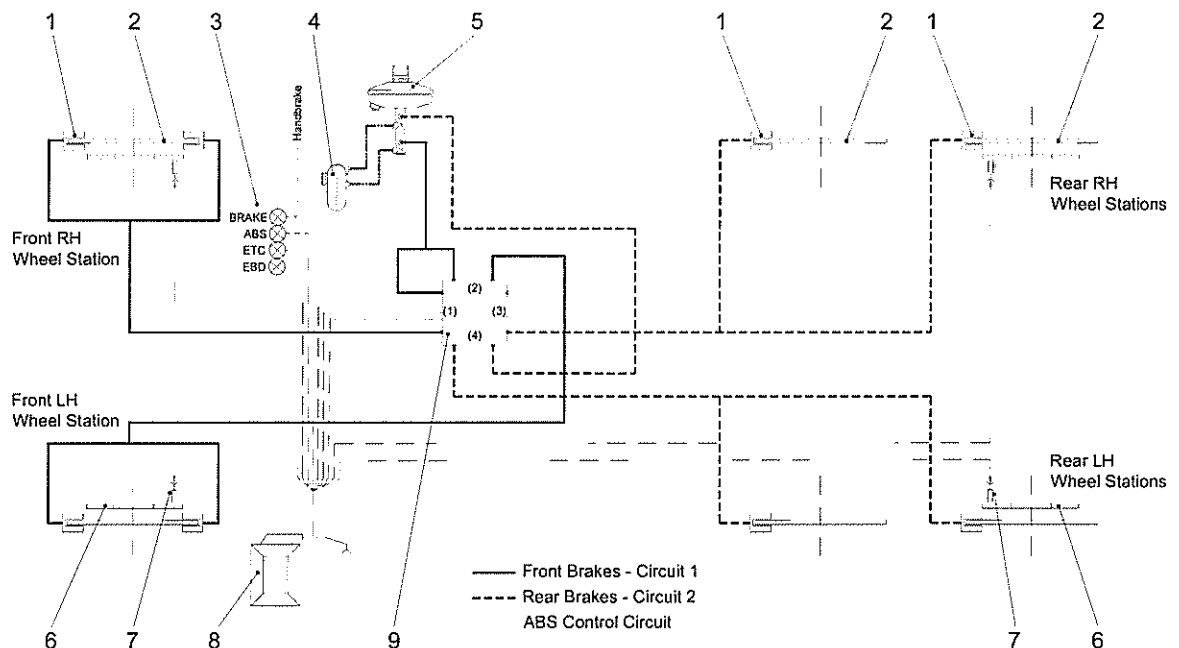 1 2 3 4 5 1 2 1 2
Handbrake
BRAKE
ABS
ETC
EBD
Front RH
Wheel Station
Rear RH
Wheel Stations
(2)
(1) (3)
(4)
Front LH
Wheel Station
Rear LH
Wheel Stations
Front Brakes - Circuit 1
Rear Brakes - Circuit 2
ABS Control Circuit
6 7 8 9 7 6